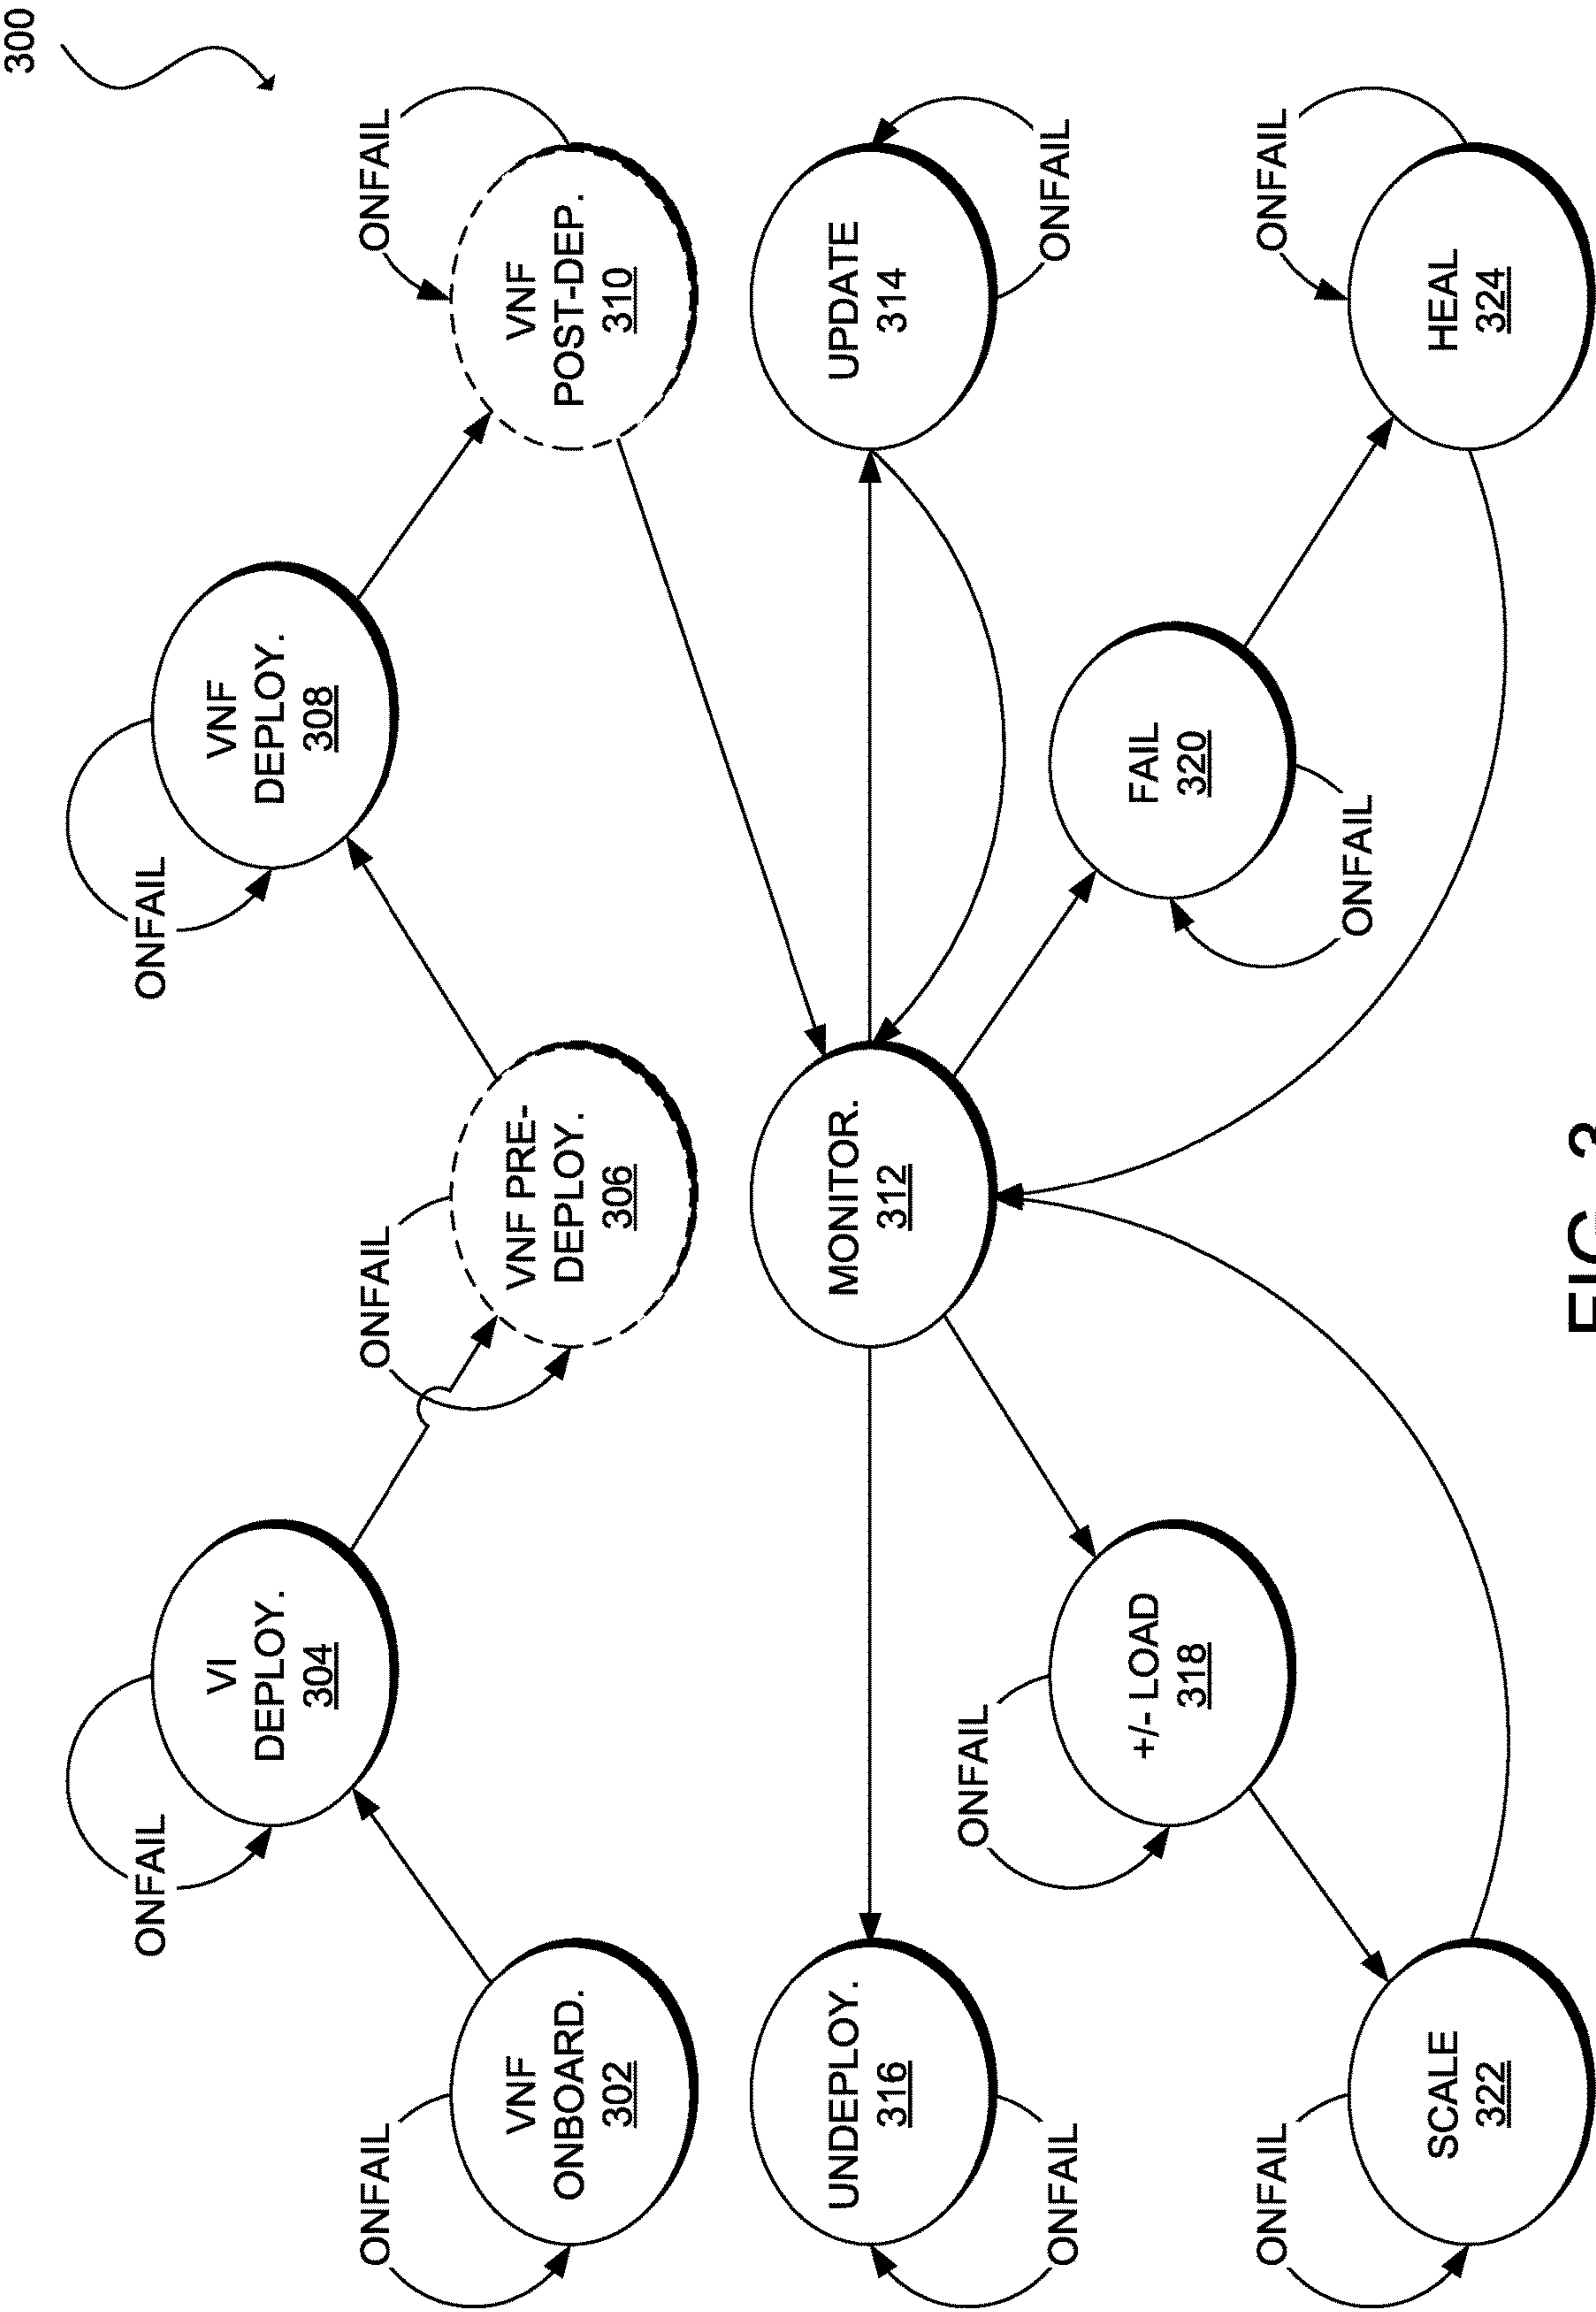 300
ONFAIL
VI
DEPLOY.
304
ONFAIL
VNF
DEPLOY.
308
ONFAIL
VNF
ONBOARD.
302
ONFAIL
VNF PRE-
DEPLOY.
306
ONFAIL
VNF
POST-DEP.
310
UNDEPLOY.
316
ONFAIL
MONITOR.
312
UPDATE
314
ONFAIL
ONFAIL
+/- LOAD
318
FAIL
320
ONFAIL
ONFAIL
SCALE
322
ONFAIL
HEAL
324
FIG. 3